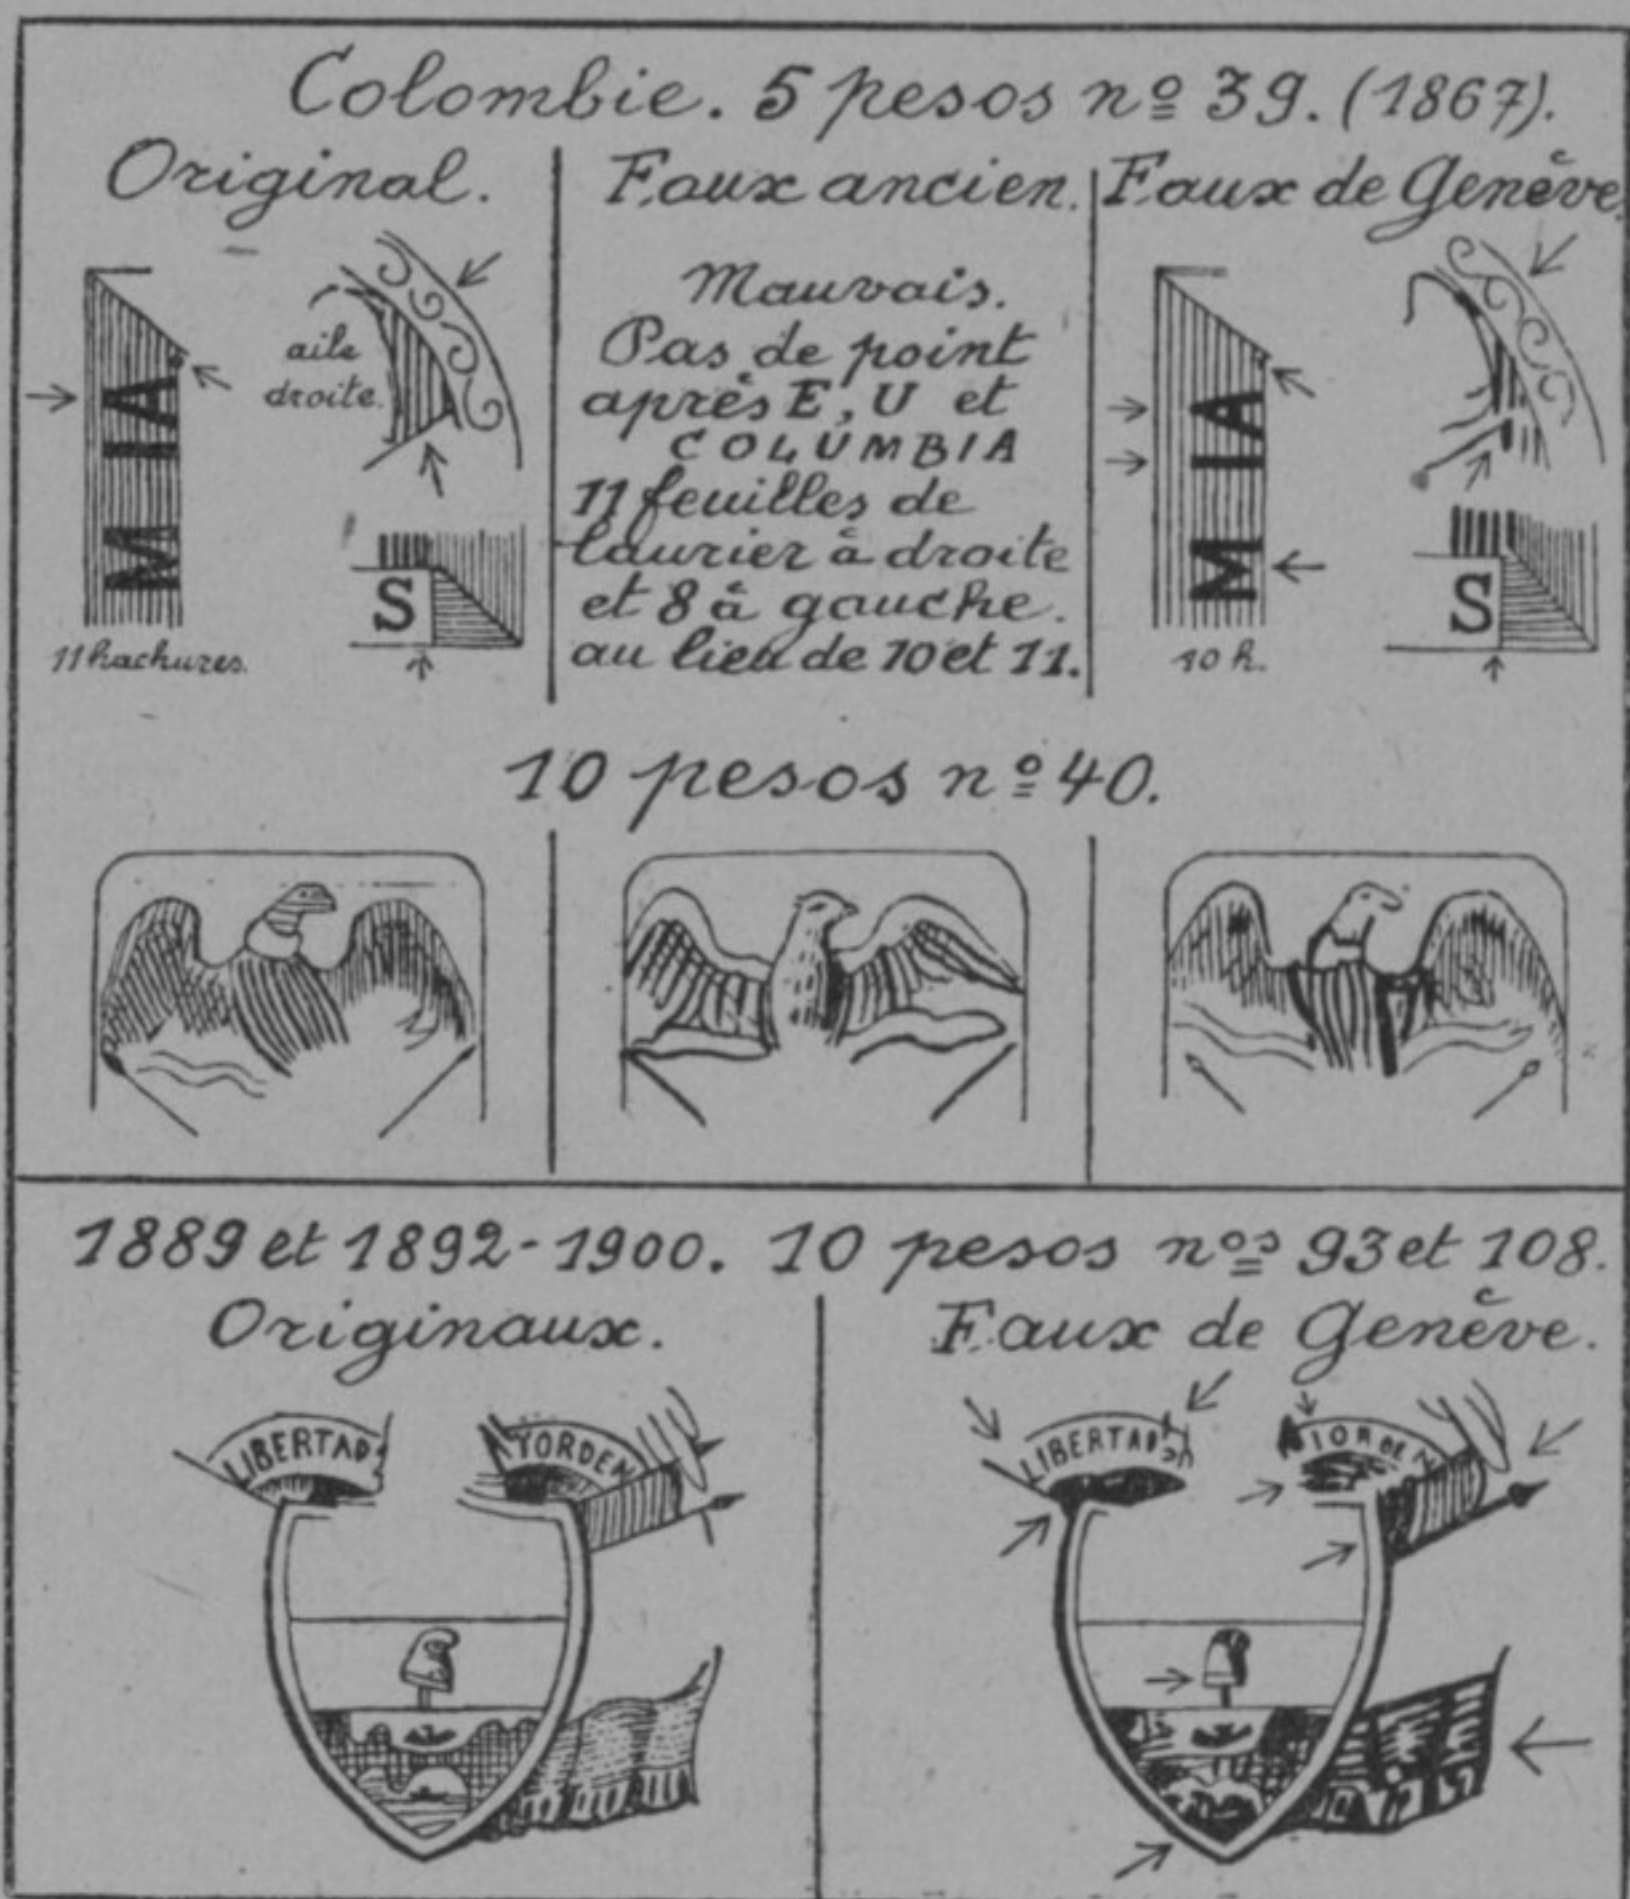 Colombie. 5 pesos nº 39. (1867).
Original.
Faux ancien.
Faux de Genève.
MIA
aile
droite.
S
11 hachures.
Mauvais.
Pas de point
après E, U et
COLUMBIA
11 feuilles de
laurier à droite
et 8 à gauche.
au lieu de 10 et 11.
MIA
S
10 h.
10 pesos nº 40.
1889 et 1892-1900. 10 pesos nºs 93 et 108.
Originaux.
Faux de Genève.
LIBERTAD
YORDEN
LIBERTAD
IORDEN